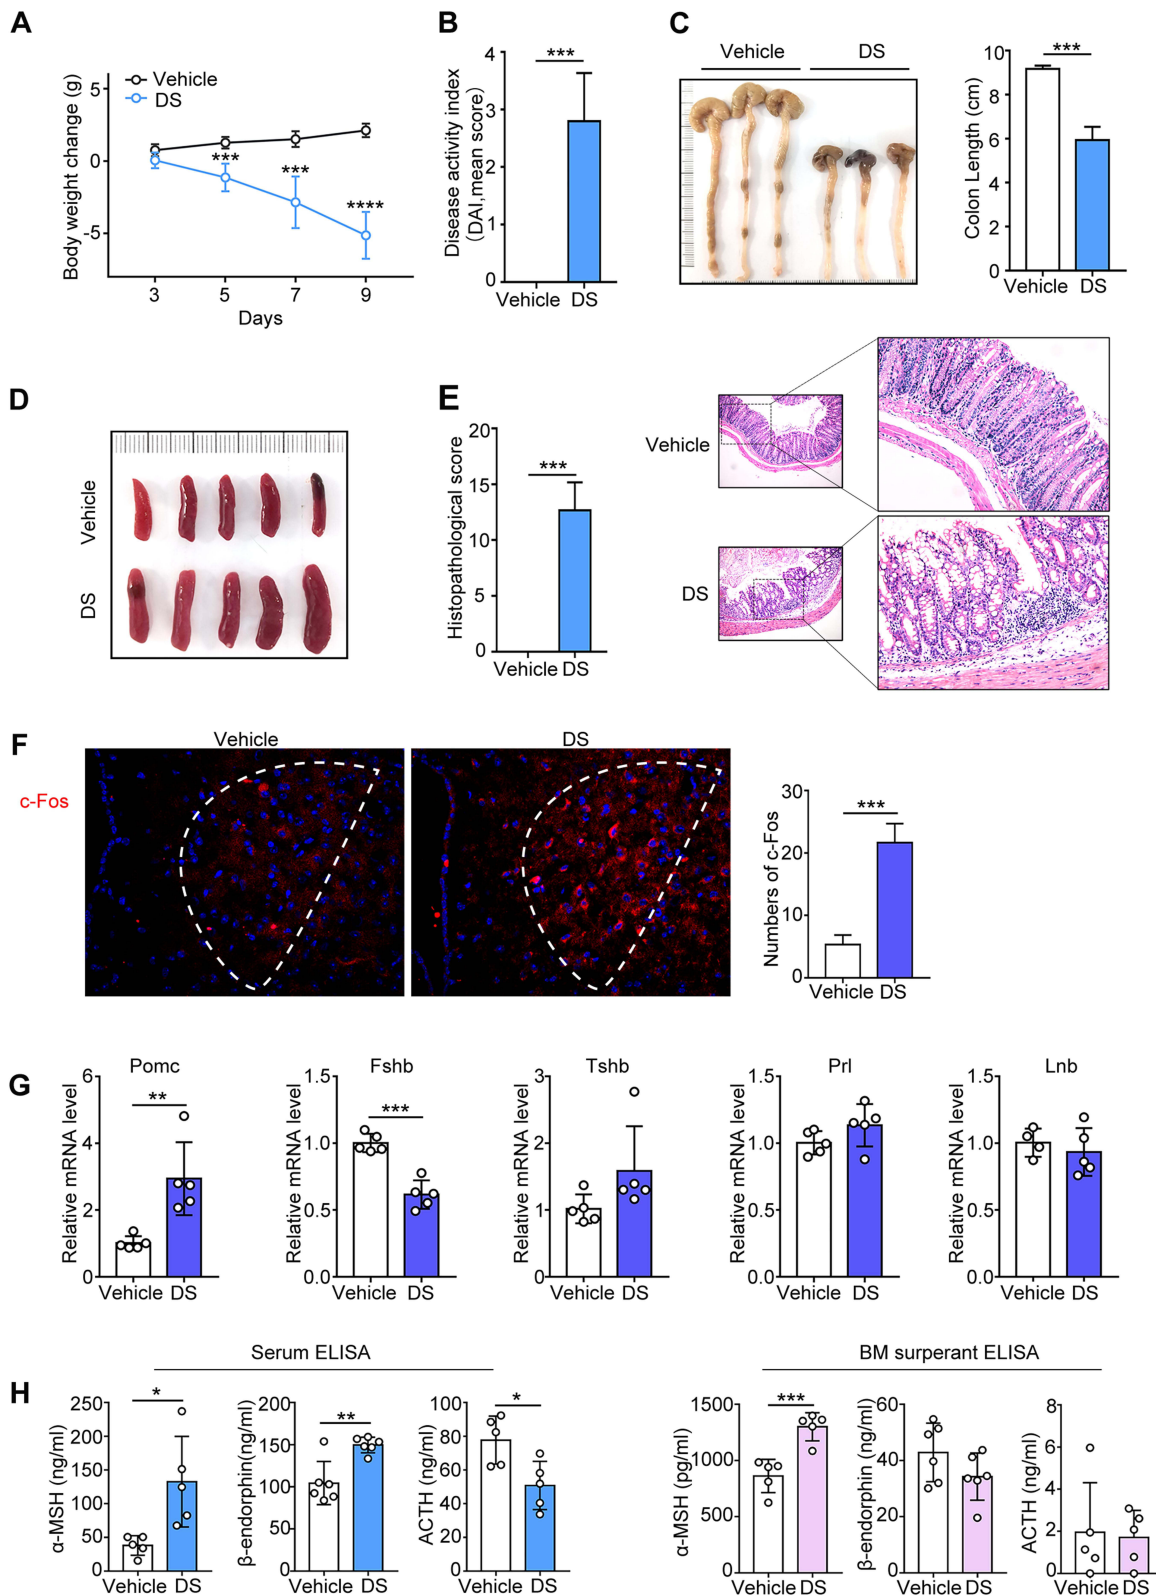 A
Body weight change (g)
5
0
-5
Vehicle
DS
***
***
****
3 5 7 9
Days
B
Disease activity index
(DAI,mean score)
4
3
2
1
0
***
Vehicle DS
C
Vehicle DS
Colon Length (cm)
10
8
6
4
2
0
***
Vehicle DS
D
Vehicle
DS
E
Histopathological score
20
15
10
5
0
***
Vehicle DS
Vehicle
DS
F
Vehicle DS
c-Fos
Numbers of c-Fos
30
20
10
0
***
Vehicle DS
G
Pomc
Relative mRNA level
6
4
2
0
**
Vehicle DS
Fshb
Relative mRNA level
1.5
1.0
0.5
0.0
***
Vehicle DS
Tshb
Relative mRNA level
3
2
1
0
Vehicle DS
Prl
Relative mRNA level
1.5
1.0
0.5
0.0
Vehicle DS
Lnb
Relative mRNA level
1.5
1.0
0.5
0.0
Vehicle DS
H
Serum ELISA
α-MSH (ng/ml)
250
200
150
100
50
0
*
Vehicle DS
β-endorphin(ng/ml)
200
150
100
50
0
**
Vehicle DS
ACTH (ng/ml)
100
80
60
40
20
0
*
Vehicle DS
BM surperant ELISA
α-MSH (pg/ml)
1500
1000
500
0
***
Vehicle DS
β-endorphin (ng/ml)
60
40
20
0
Vehicle DS
ACTH (ng/ml)
8
6
4
2
0
Vehicle DS